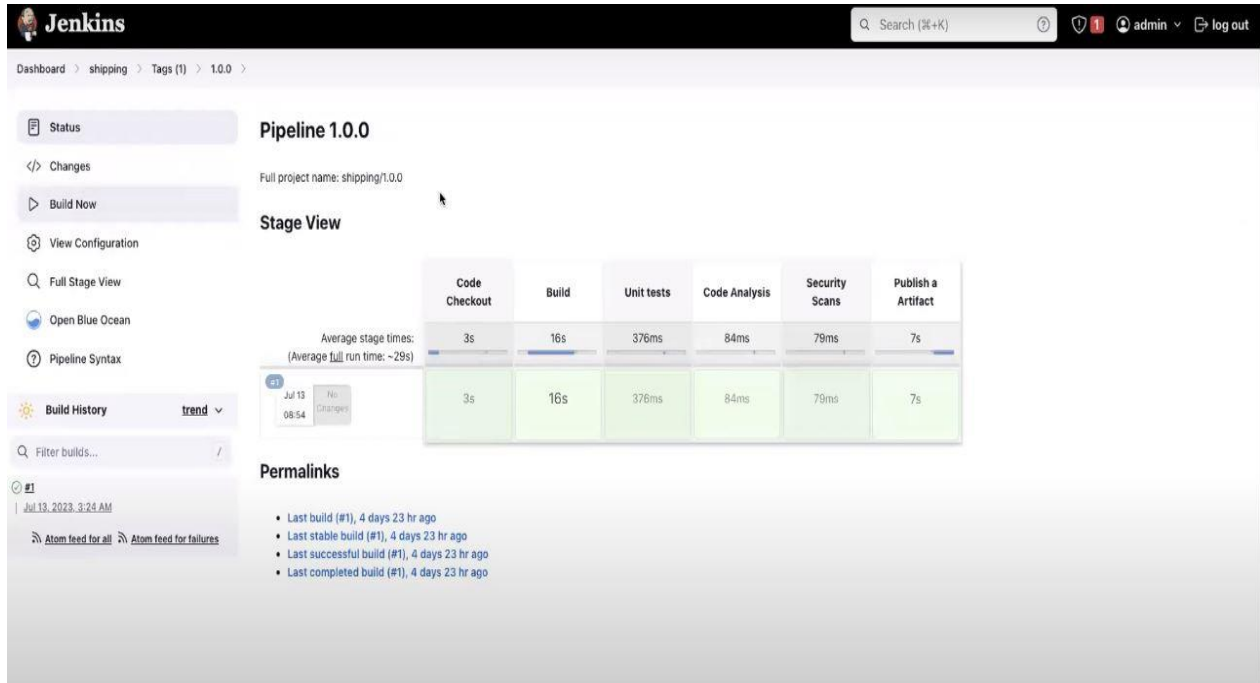 Jenkins
Search (⌘+K)
?
1
admin
log out
Dashboard > shipping > Tags (1) > 1.0.0 >
Status
</> Changes
Build Now
View Configuration
Full Stage View
Open Blue Ocean
? Pipeline Syntax
Build History trend
Filter builds... /
#1
Jul 13, 2023, 3:24 AM
Atom feed for all Atom feed for failures
Pipeline 1.0.0
Full project name: shipping/1.0.0
Stage View
Code Checkout Build Unit tests Code Analysis Security Scans Publish a Artifact
Average stage times: 3s 16s 376ms 84ms 79ms 7s
(Average full run time: ~29s)
#1
Jul 13 No Changes
08:54
3s 16s 376ms 84ms 79ms 7s
Permalinks
• Last build (#1), 4 days 23 hr ago
• Last stable build (#1), 4 days 23 hr ago
• Last successful build (#1), 4 days 23 hr ago
• Last completed build (#1), 4 days 23 hr ago